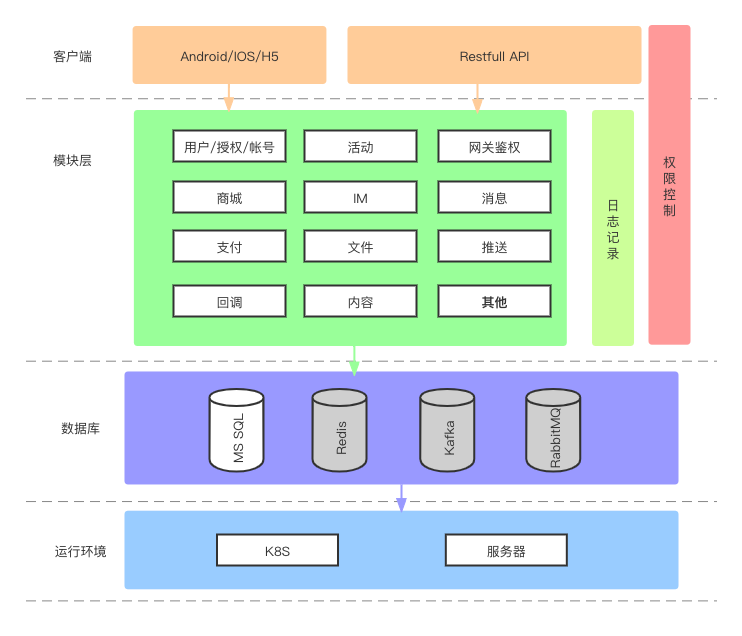 客户端
Android/IOS/H5
Restfull API
模块层
用户/授权/帐号
活动
网关鉴权
商城
IM
消息
支付
文件
推送
回调
内容
其他
日志记录
权限控制
数据库
MS SQL
Redis
Kafka
RabbitMQ
运行环境
K8S
服务器